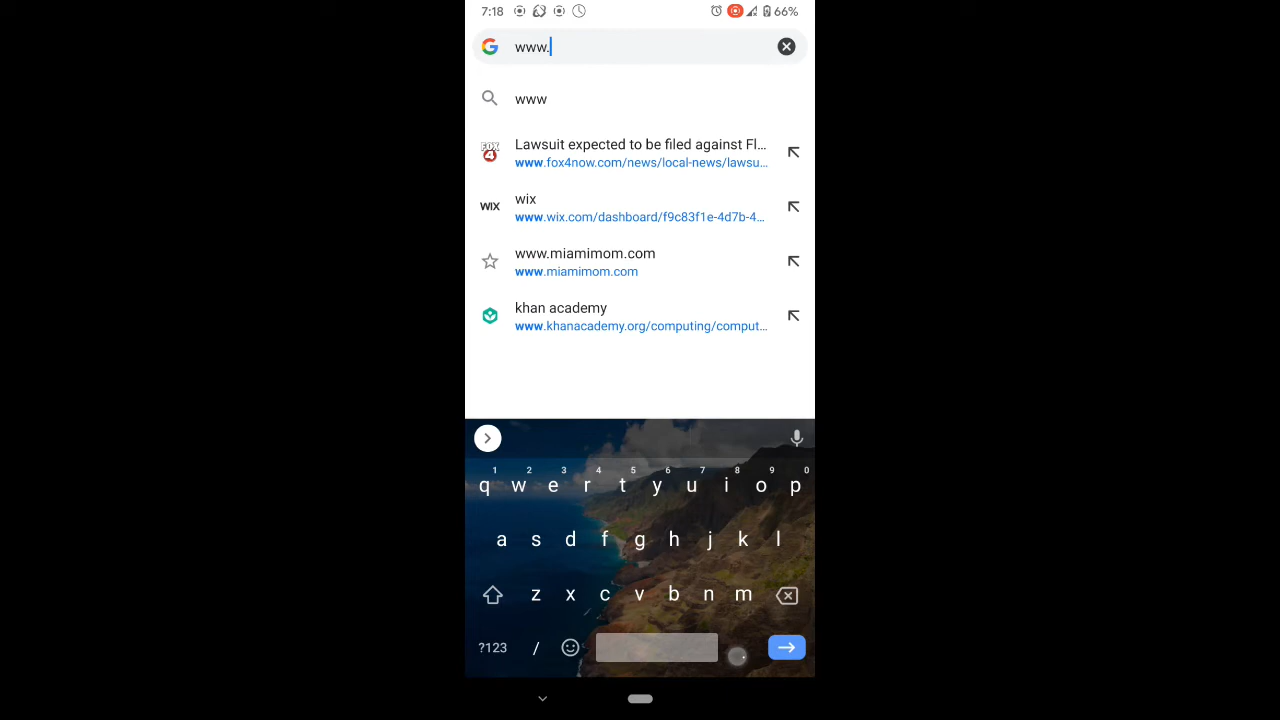 7:18 66%
www.
www
FOX 4 Lawsuit expected to be filed against Fl...
www.fox4now.com/news/local-news/lawsu...
WIX wix
www.wix.com/dashboard/f9c83f1e-4d7b-4...
www.miamimom.com
www.miamimom.com
khan academy
www.khanacademy.org/computing/comput...
1 2 3 4 5 6 7 8 9 0
q w e r t y u i o p
a s d f g h j k l
z x c v b n m
?123 / .